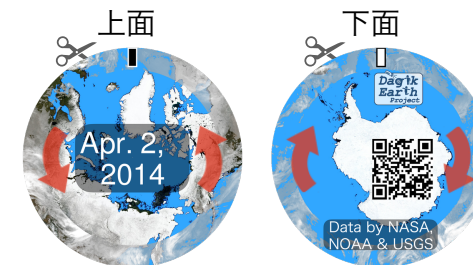 上面
下面
Apr. 2,
2014
Dagik
Earth
Project
Data by NASA,
NOAA & USGS